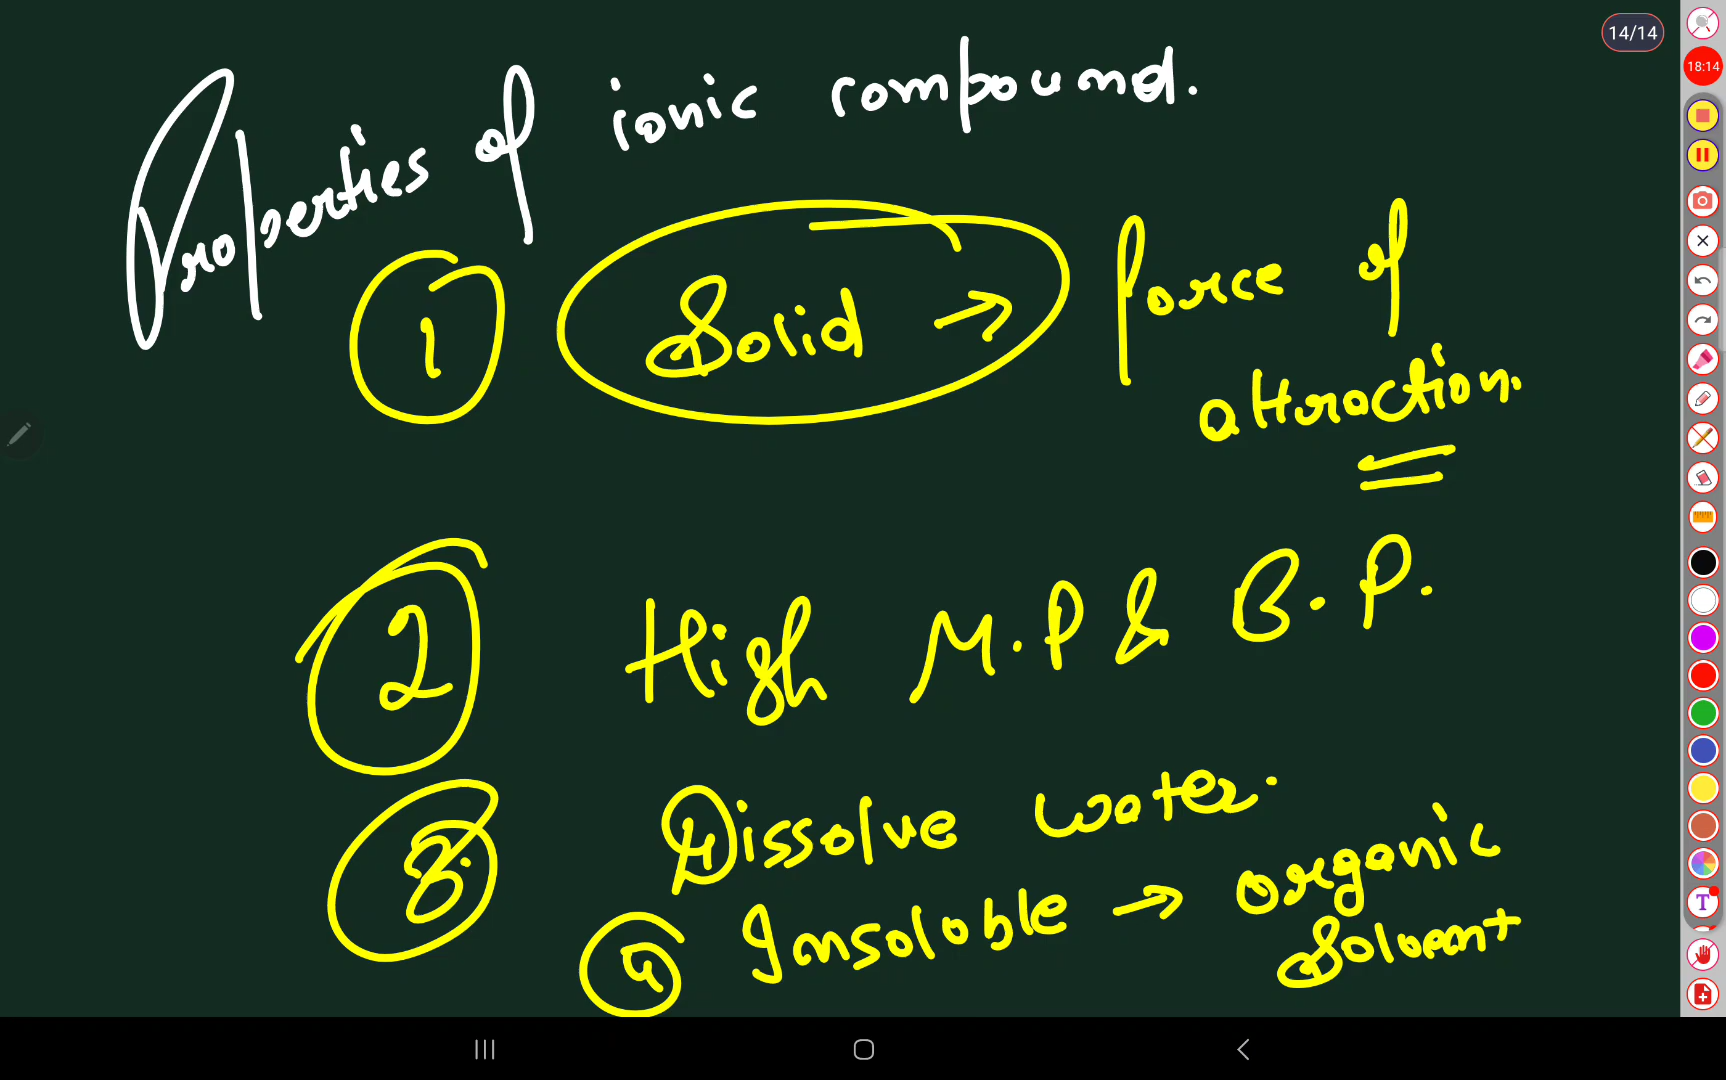 14/14
18:14
Properties of ionic compound.
1 Solid → force of
attraction.
2 High M.P & B.P.
3. Dissolve water.
4 Insoloble → organic
Solvent
T